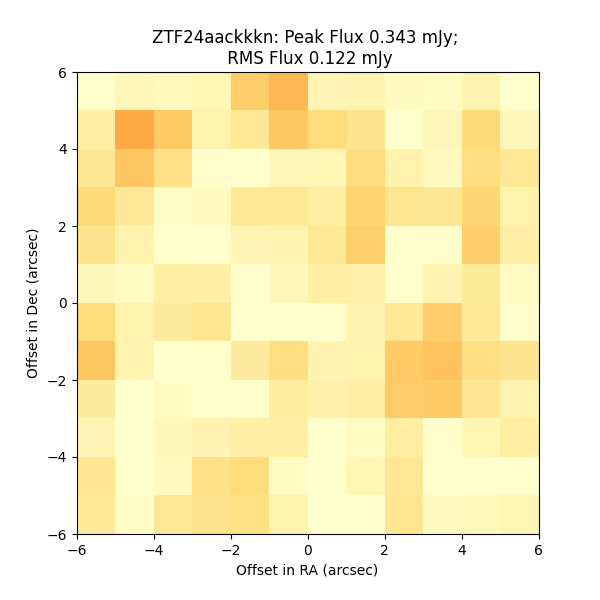 ZTF24aackkkn: Peak Flux 0.343 mJy;
RMS Flux 0.122 mJy
6
4
2
0
−2
−4
−6
Offset in Dec (arcsec)
−6 −4 −2 0 2 4 6
Offset in RA (arcsec)